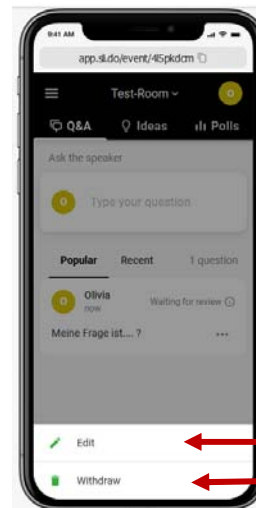 9:41 AM
app.sli.do/event/4i5pkdcm
Test-Room
O
Q&A Ideas Polls
Ask the speaker
O Type your question
Popular Recent 1 question
O Olivia Waiting for review
now
Meine Frage ist.... ?
Edit
Withdraw